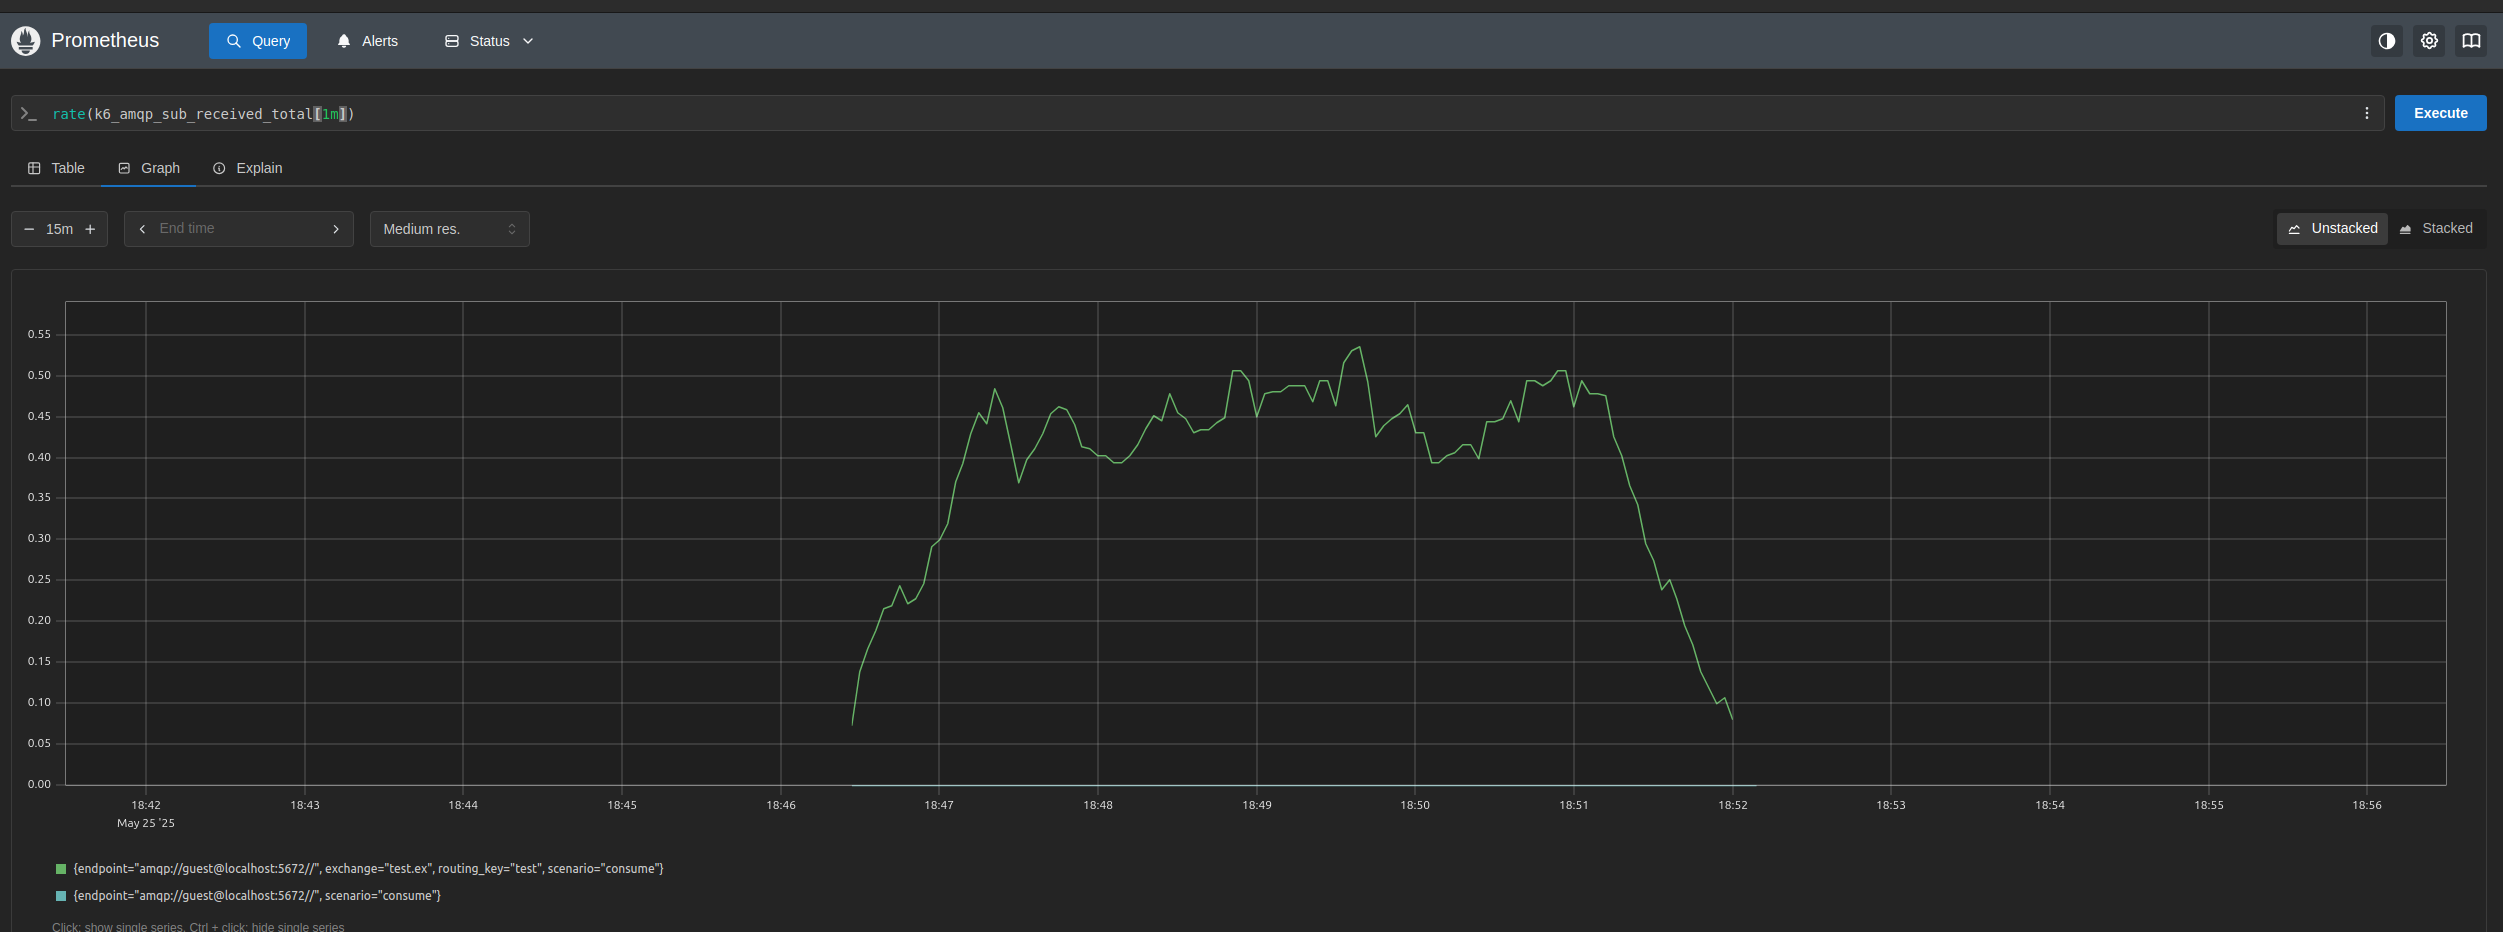 Prometheus Query Alerts Status
rate(k6_amqp_sub_received_total[1m]) Execute
Table Graph Explain
15m End time Medium res. Unstacked Stacked
0.55
0.50
0.45
0.40
0.35
0.30
0.25
0.20
0.15
0.10
0.05
0.00
18:42 18:43 18:44 18:45 18:46 18:47 18:48 18:49 18:50 18:51 18:52 18:53 18:54 18:55 18:56
May 25 '25
{endpoint="amqp://guest@localhost:5672//", exchange="test.ex", routing_key="test", scenario="consume"}
{endpoint="amqp://guest@localhost:5672//", scenario="consume"}
Click: show single series, Ctrl + click: hide single series